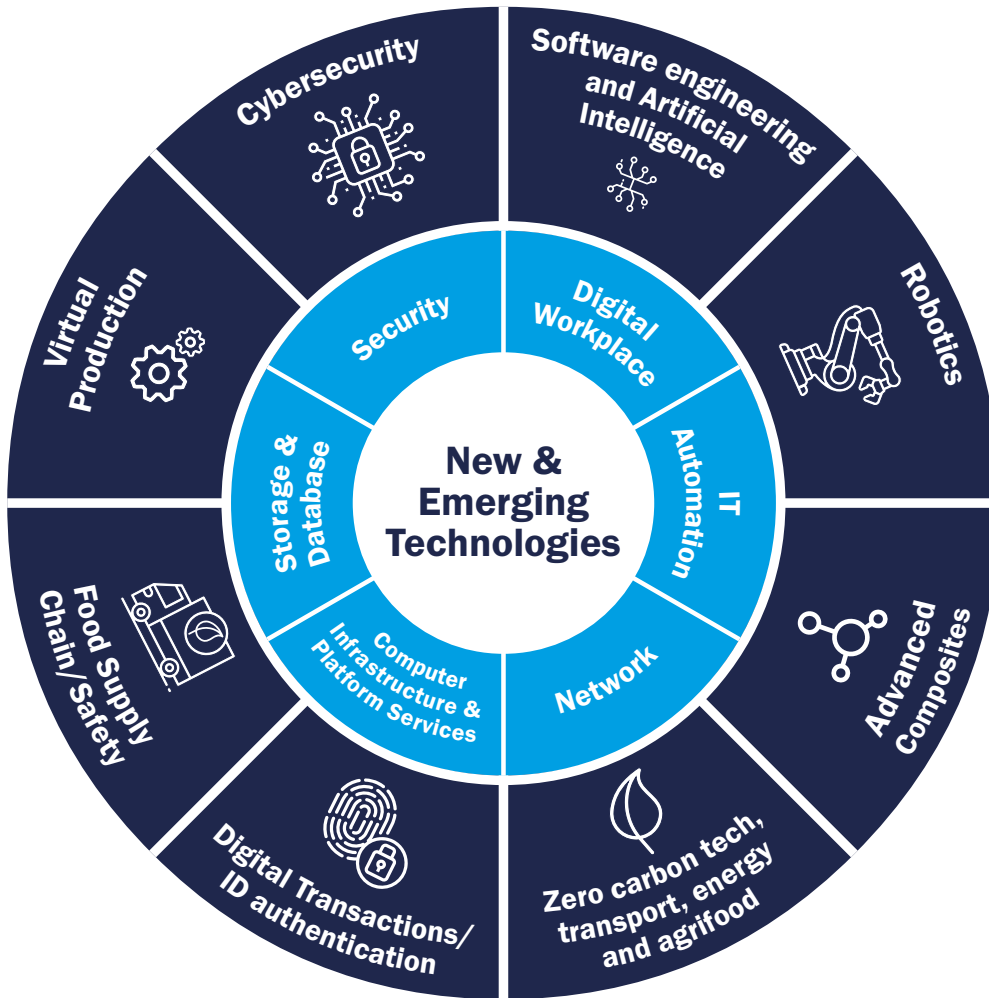 Cybersecurity
Software engineering
and Artificial
Intelligence
Robotics
Advanced
Composites
Zero carbon tech,
transport, energy
and agrifood
Digital Transactions/
ID authentication
Food Supply
Chain/Safety
Virtual
Production
Security
Digital
Workplace
IT
Automation
Network
Computer
Infrastructure &
Platform Services
Storage &
Database
New &
Emerging
Technologies